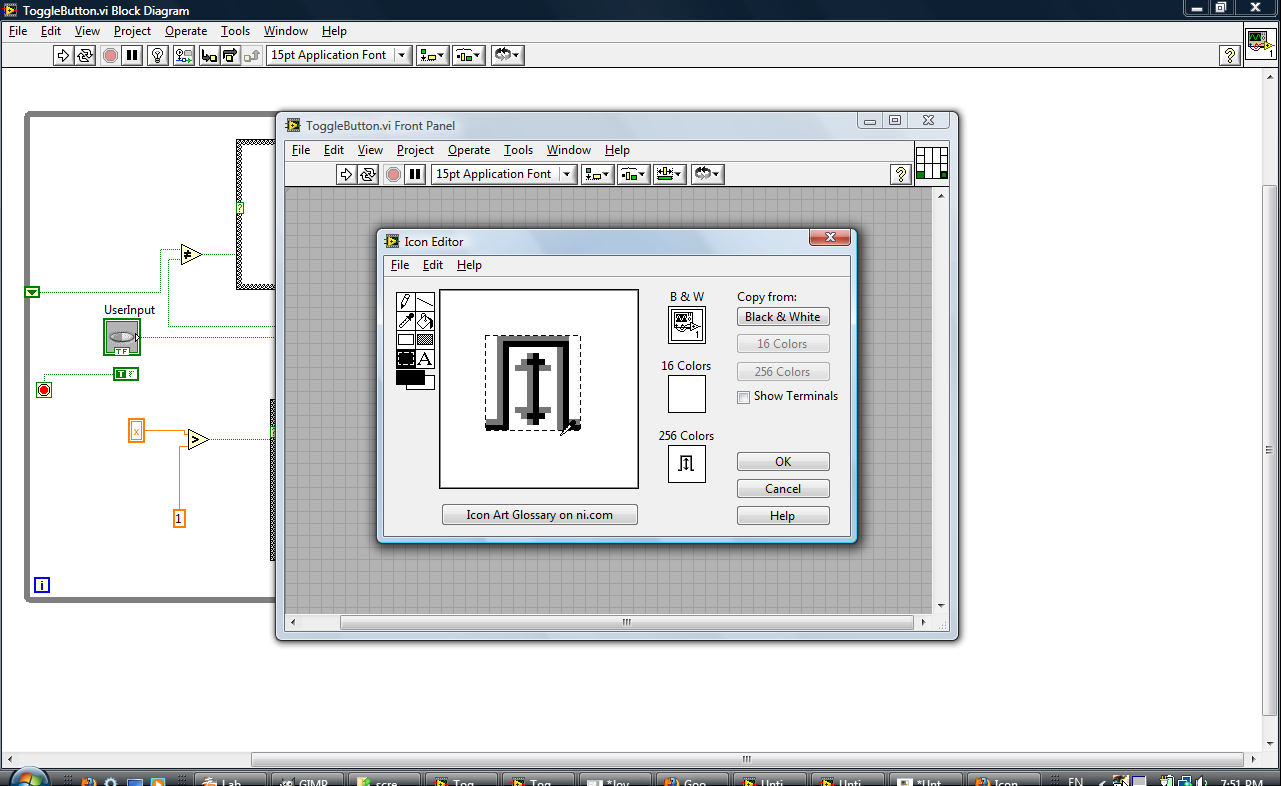 ToggleButton.vi Block Diagram
File Edit View Project Operate Tools Window Help
15pt Application Font
?
1
ToggleButton.vi Front Panel
File Edit View Project Operate Tools Window Help
15pt Application Font
?
?
≠
UserInput
TF
T
x
>
?
1
i
Icon Editor
File Edit Help
A
B & W
1
16 Colors
256 Colors
Copy from:
Black & White
16 Colors
256 Colors
Show Terminals
OK
Cancel
Help
Icon Art Glossary on ni.com
Lab GIMP scre Tog Tog Goo Unti Unti *Unt Icon EN 7:51 PM